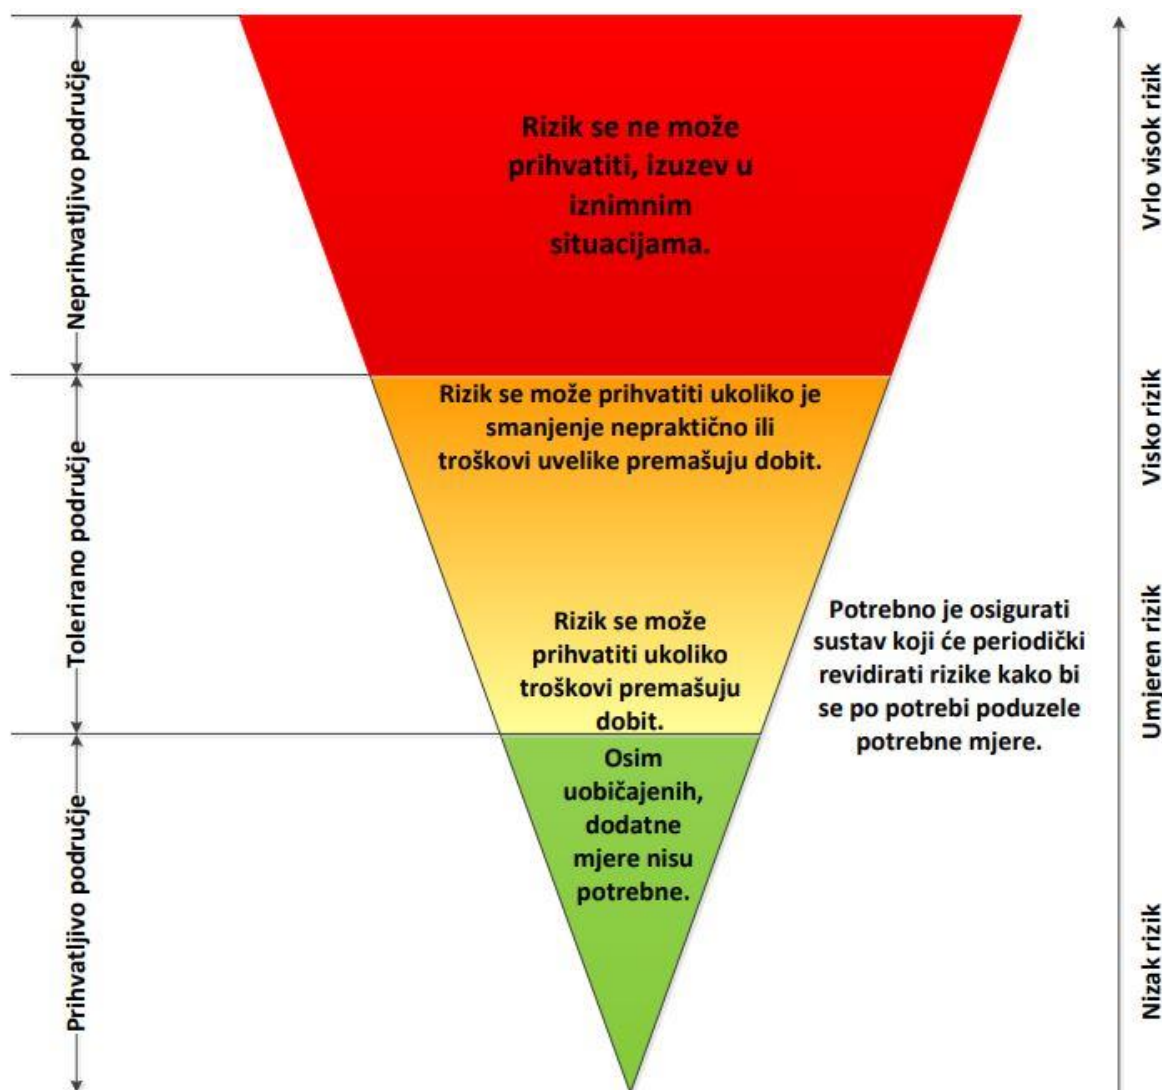 Neprihvatljivo područje
Rizik se ne može
prihvatiti, izuzev u
iznimnim
situacijama.
Vrlo visok rizik
Tolerirano područje
Rizik se može prihvatiti ukoliko je
smanjenje nepraktično ili
troškovi uvelike premašuju dobit.
Visko rizik
Rizik se može
prihvatiti ukoliko
troškovi premašuju
dobit.
Potrebno je osigurati
sustav koji će periodički
revidirati rizike kako bi
se po potrebi poduzele
potrebne mjere.
Umjeren rizik
Prihvatljivo područje
Osim
uobičajenih,
dodatne
mjere nisu
potrebne.
Nizak rizik